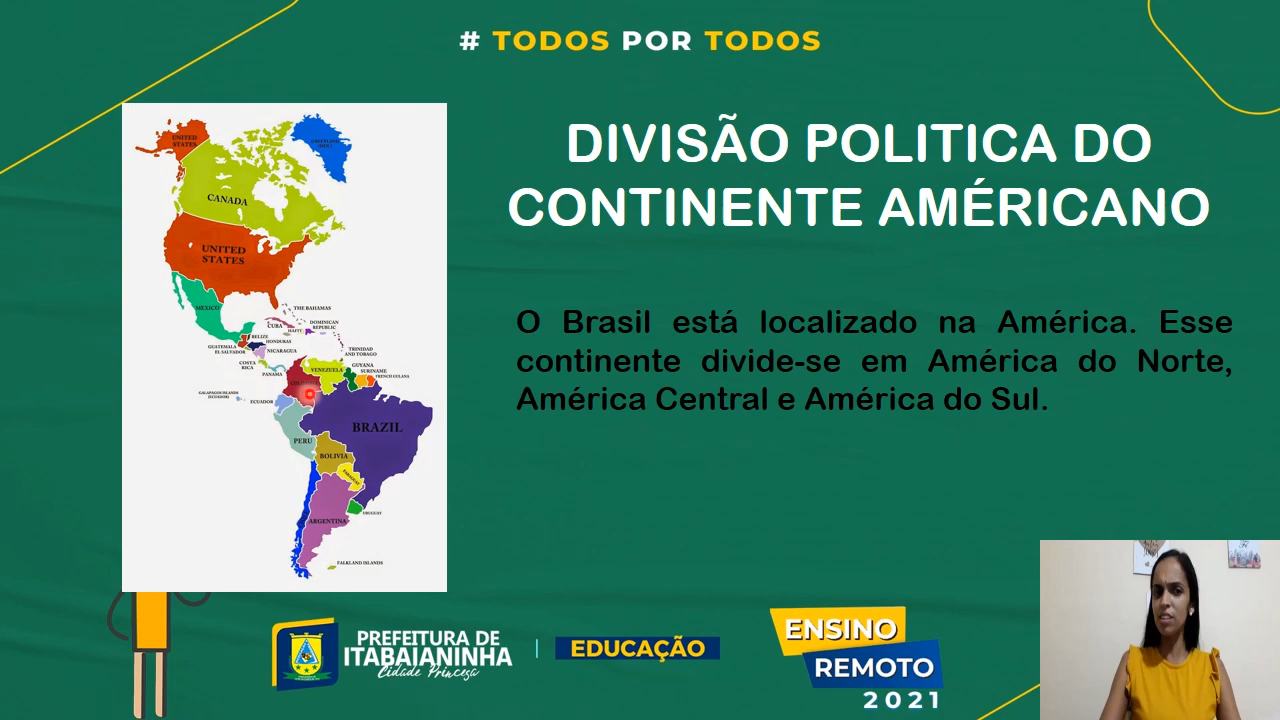 # TODOS POR TODOS
DIVISÃO POLITICA DO
CONTINENTE AMÉRICANO
O Brasil está localizado na América. Esse
continente divide-se em América do Norte,
América Central e América do Sul.
UNITED
STATES
CANADA
UNITED
STATES
MEXICO
THE BAHAMAS
CUBA
HAITI
DOMINICAN
REPUBLIC
BELIZE
HONDURAS
GUATEMALA
EL SALVADOR
NICARAGUA
COSTA
RICA
PANAMA
TRINIDAD
AND TOBAGO
VENEZUELA
GUYANA
SURINAME
FRENCH GUIANA
GALAPAGOS ISLANDS
(ECUADOR)
ECUADOR
BRAZIL
PERU
BOLIVIA
PARAGUAY
URUGUAY
ARGENTINA
FALKLAND ISLANDS
PREFEITURA DE
ITABAIANINHA
Cidade Princesa
EDUCAÇÃO
ENSINO
REMOTO
2021